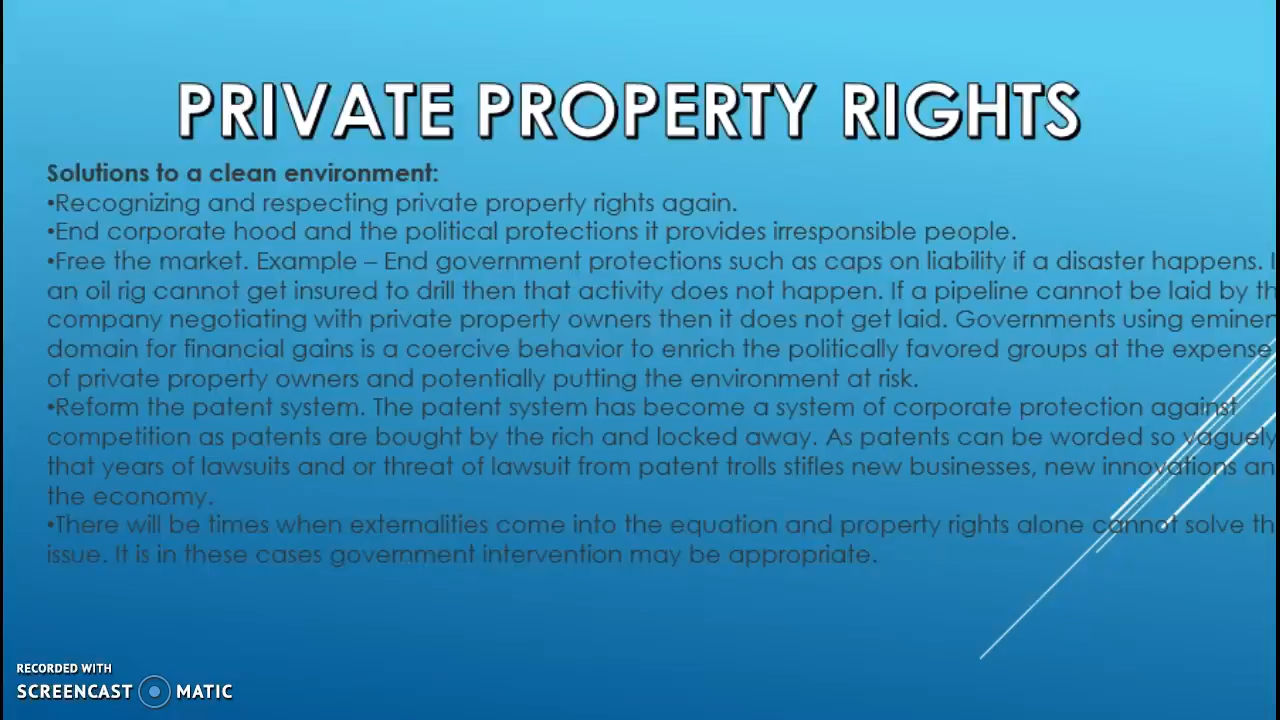 PRIVATE PROPERTY RIGHTS
Solutions to a clean environment:
•Recognizing and respecting private property rights again.
•End corporate hood and the political protections it provides irresponsible people.
•Free the market. Example – End government protections such as caps on liability if a disaster happens.
an oil rig cannot get insured to drill then that activity does not happen. If a pipeline cannot be laid by
company negotiating with private property owners then it does not get laid. Governments using
domain for financial gains is a coercive behavior to enrich the politically favored groups at the expense
of private property owners and potentially putting the environment at risk.
•Reform the patent system. The patent system has become a system of corporate protection against
competition as patents are bought by the rich and locked away. As patents can be worded so vaguely
that years of lawsuits and or threat of lawsuit from patent trolls stifles new businesses, new innovations
the economy.
•There will be times when externalities come into the equation and property rights alone cannot solve
issue. It is in these cases government intervention may be appropriate.
RECORDED WITH
SCREENCAST MATIC